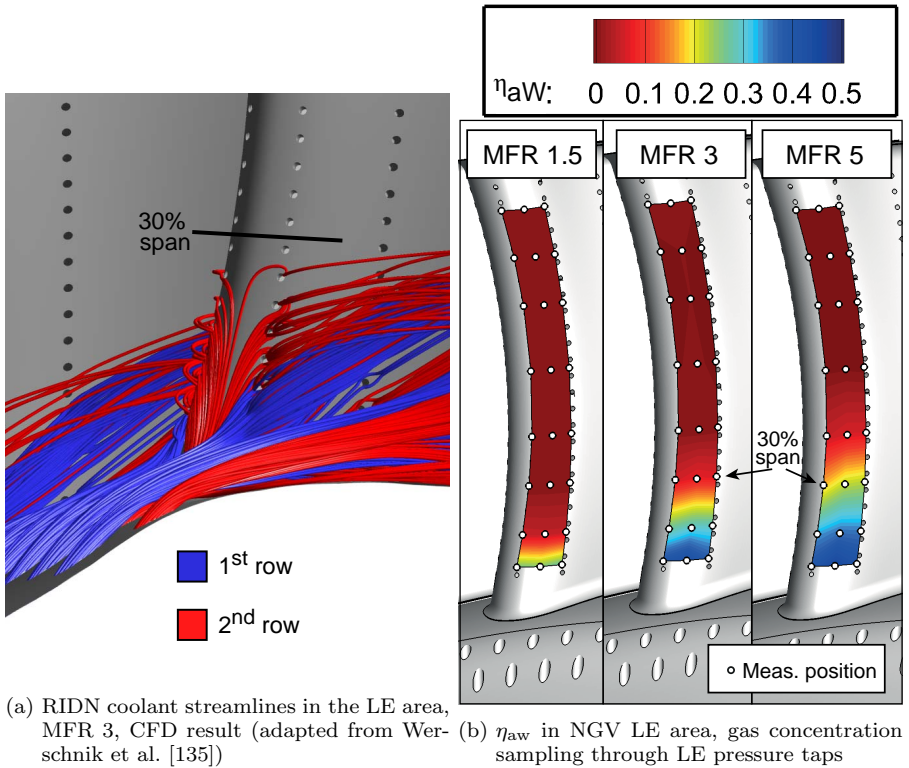 ηaW: 0 0.1 0.2 0.3 0.4 0.5
30%
span
1st row
2nd row
MFR 1.5 MFR 3 MFR 5
30%
span
Meas. position
(a) RIDN coolant streamlines in the LE area,
MFR 3, CFD result (adapted from Wer-
schnik et al. [135])
(b) ηaw in NGV LE area, gas concentration
sampling through LE pressure taps